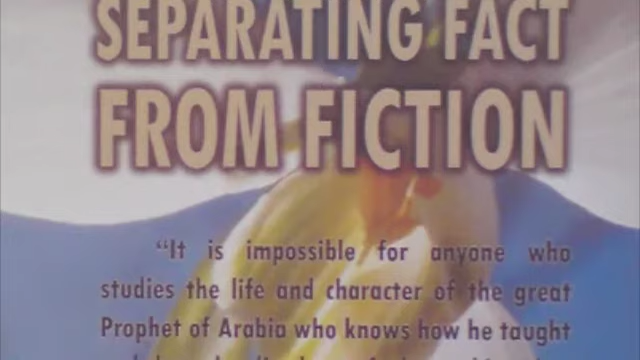 SEPARATING FACT
FROM FICTION
“It is impossible for anyone who
studies the life and character of the great
Prophet of Arabia who knows how he taught